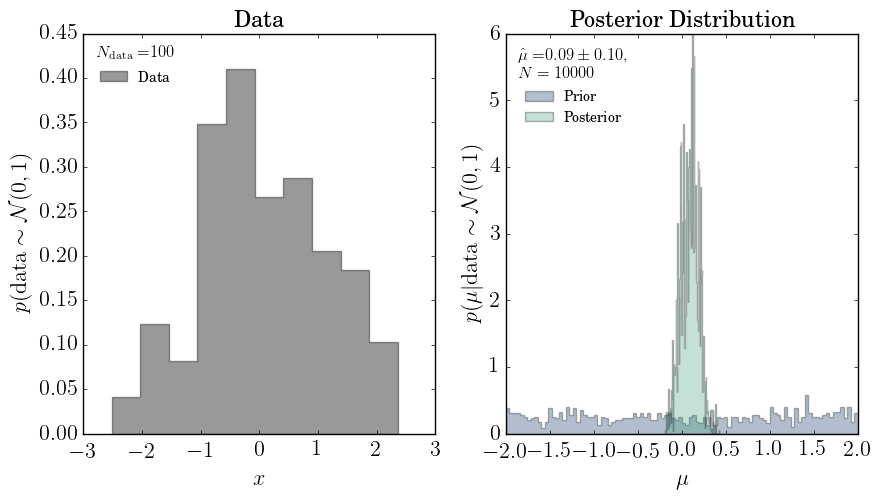 Data
N_data =100
Data
0.45
0.40
0.35
0.30
0.25
0.20
0.15
0.10
0.05
0.00
p(data ∼ 𝒩(0, 1)
−3 −2 −1 0 1 2 3
x
Posterior Distribution
μ̂ =0.09 ± 0.10,
N = 10000
Prior
Posterior
6
5
4
3
2
1
0
p(μ|data ∼ 𝒩(0, 1)
−2.0 −1.5 −1.0 −0.5 0.0 0.5 1.0 1.5 2.0
μ